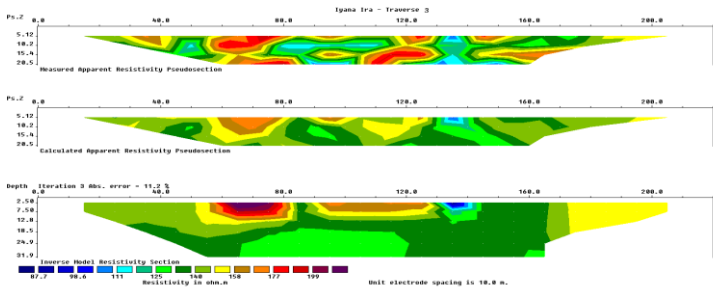 Iyana Ira - Traverse 3
Ps.Z 0.0 40.0 80.0 120.0 160.0 200.0
5.12
10.2
15.4
20.5
Measured Apparent Resistivity Pseudosection
Ps.Z 0.0 40.0 80.0 120.0 160.0 200.0
5.12
10.2
15.4
20.5
Calculated Apparent Resistivity Pseudosection
Depth Iteration 3 Abs. error = 11.2 %
0.0 40.0 80.0 120.0 160.0 200.0
2.50
7.50
12.8
18.5
24.9
31.9
Inverse Model Resistivity Section
87.7 98.6 111 125 140 158 177 199
Resistivity in ohm.m
Unit electrode spacing is 10.0 m.